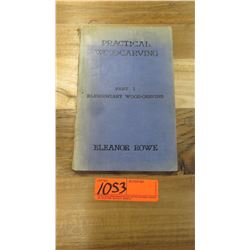 PRACTICAL
WOODCARVING
PART I
ELEMENTARY WOOD-CARVING
ELEANOR ROWE
1053